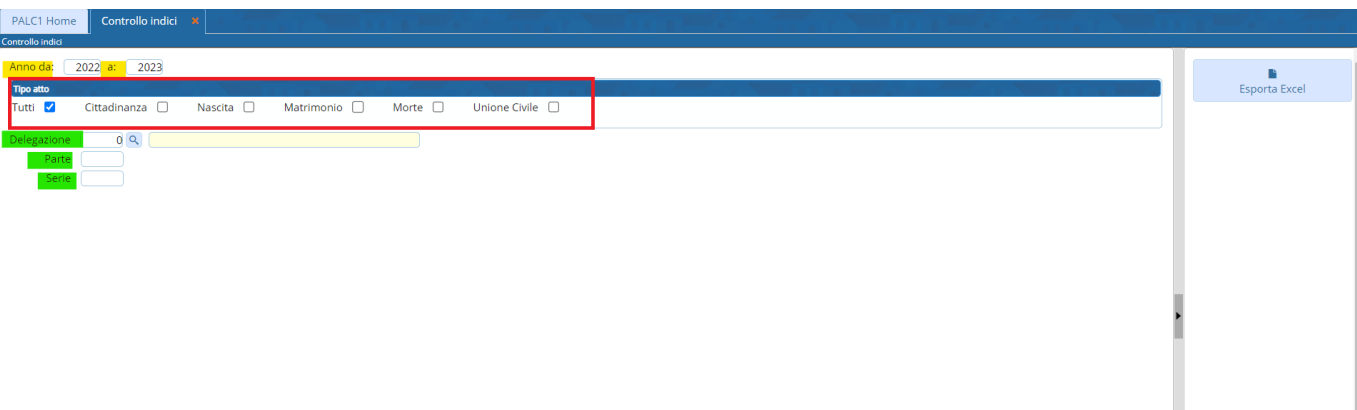 PALC1 Home Controllo indici ×
Controllo indici
Anno da: 2022 a: 2023
Esporta Excel
Tipo atto
Tutti Cittadinanza Nascita Matrimonio Morte Unione Civile
Delegazione 0
Parte
Serie